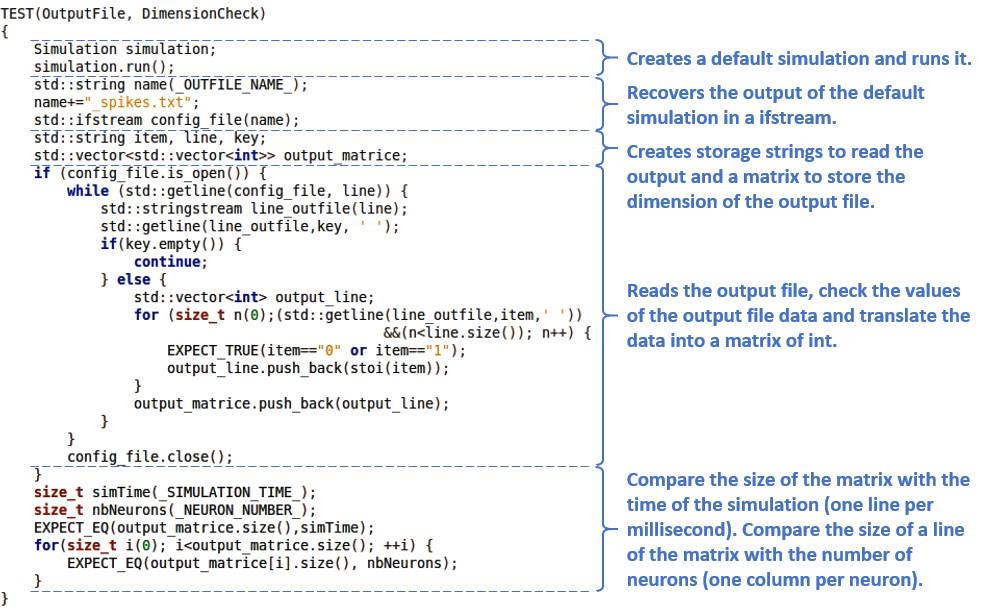 TEST(OutputFile, DimensionCheck)
{
Simulation simulation;
simulation.run();
std::string name(_OUTFILE_NAME_);
name+="_spikes.txt";
std::ifstream config_file(name);
std::string item, line, key;
std::vector<std::vector<int>> output_matrice;
if (config_file.is_open()) {
while (std::getline(config_file, line)) {
std::stringstream line_outfile(line);
std::getline(line_outfile,key, ' ');
if(key.empty()) {
continue;
} else {
std::vector<int> output_line;
for (size_t n(0);(std::getline(line_outfile,item,' '))
&&(n<line.size()); n++) {
EXPECT_TRUE(item=="0" or item=="1");
output_line.push_back(stoi(item));
}
output_matrice.push_back(output_line);
}
}
config_file.close();
}
size_t simTime(_SIMULATION_TIME_);
size_t nbNeurons(_NEURON_NUMBER_);
EXPECT_EQ(output_matrice.size(),simTime);
for(size_t i(0); i<output_matrice.size(); ++i) {
EXPECT_EQ(output_matrice[i].size(), nbNeurons);
}
}
Creates a default simulation and runs it.
Recovers the output of the default
simulation in a ifstream.
Creates storage strings to read the
output and a matrix to store the
dimension of the output file.
Reads the output file, check the values
of the output file data and translate the
data into a matrix of int.
Compare the size of the matrix with the
time of the simulation (one line per
millisecond). Compare the size of a line
of the matrix with the number of
neurons (one column per neuron).